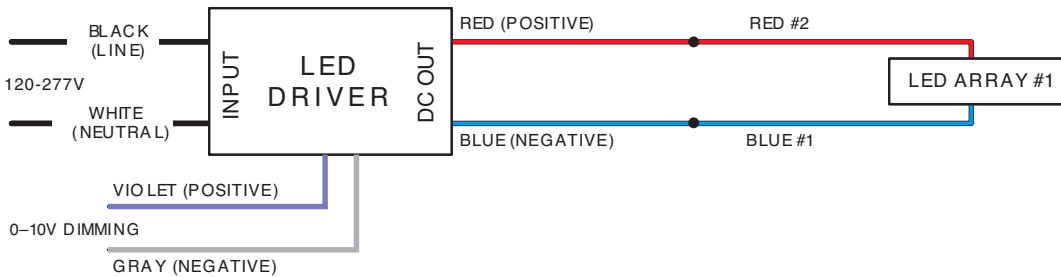 BLACK
(LINE)
120-277V
WHITE
(NEUTRAL)
INPUT
LED
DRIVER
DC OUT
RED (POSITIVE)
RED #2
LED ARRAY #1
BLUE (NEGATIVE)
BLUE #1
VIOLET (POSITIVE)
0–10V DIMMING
GRAY (NEGATIVE)